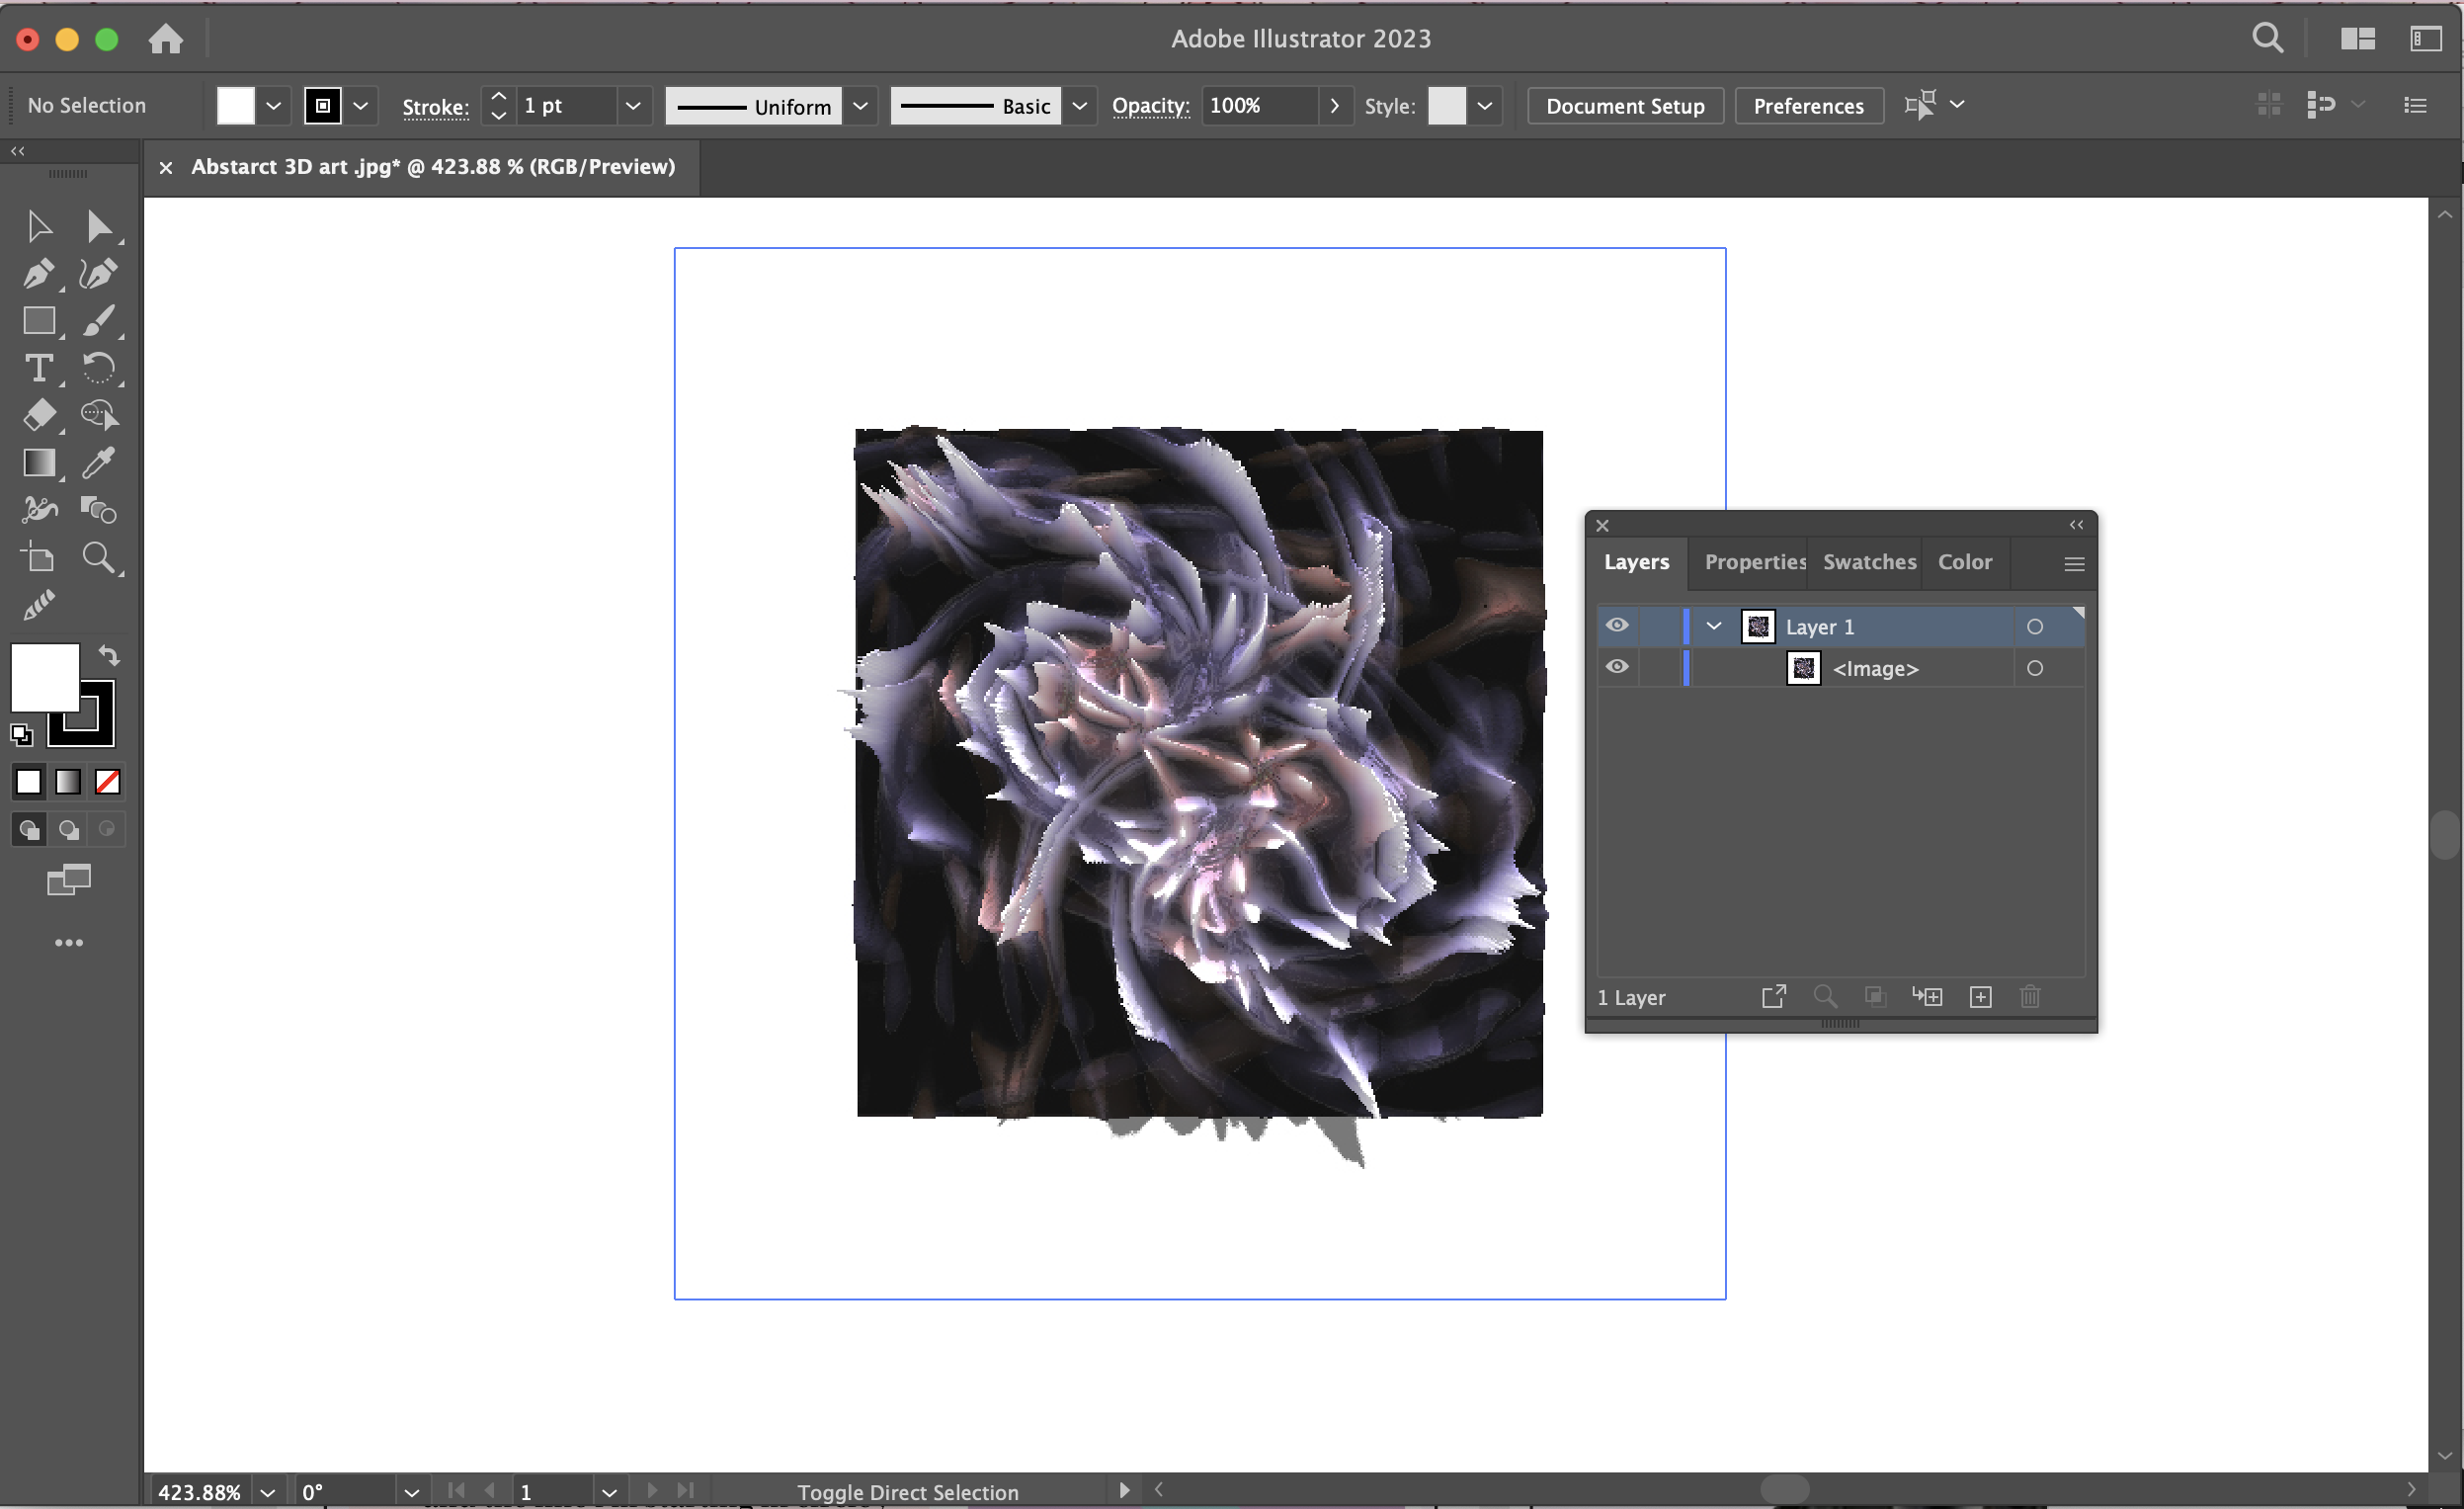 Adobe Illustrator 2023
No Selection
Stroke: 1 pt Uniform Basic Opacity: 100% Style: Document Setup Preferences
Abstarct 3D art .jpg* @ 423.88 % (RGB/Preview)
Layers Properties Swatches Color
Layer 1
<Image>
1 Layer
423.88% 0° 1 Toggle Direct Selection